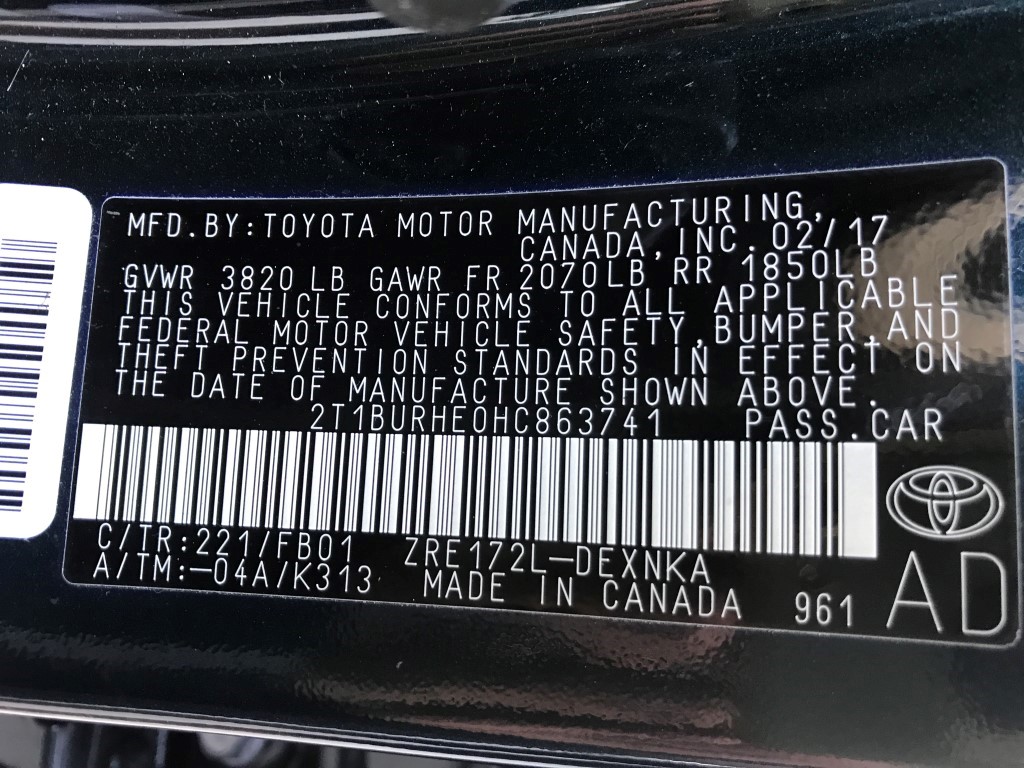 MFD.BY:TOYOTA MOTOR MANUFACTURING,
CANADA,INC. 02/17
GVWR 3820 LB GAWR FR 2070LB RR 1850LB
THIS VEHICLE CONFORMS TO ALL APPLICABLE
FEDERAL MOTOR VEHICLE SAFETY,BUMPER,AND
THEFT PREVENTION STANDARDS IN EFFECT ON
THE DATE OF MANUFACTURE SHOWN ABOVE.
2T1BURHE0HC863741 PASS.CAR
C/TR:221/FB01 ZRE172L-DEXNKA
A/TM:-04A/K313 MADE IN CANADA 961 AD